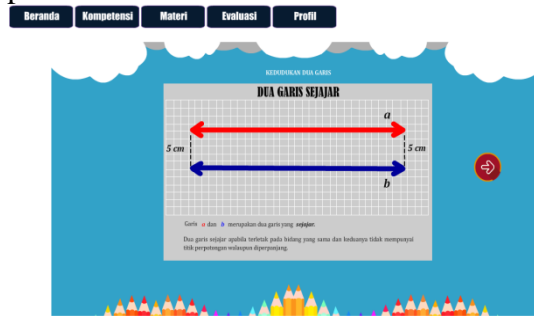 Beranda Kompetensi Materi Evaluasi Profil
KEDUDUKAN DUA GARIS
DUA GARIS SEJAJAR
a
5 cm 5 cm
b
Garis a dan b merupakan dua garis yang sejajar.
Dua garis sejajar apabila terletak pada bidang yang sama dan keduanya tidak mempunyai
titik perpotongan walaupun diperpanjang.